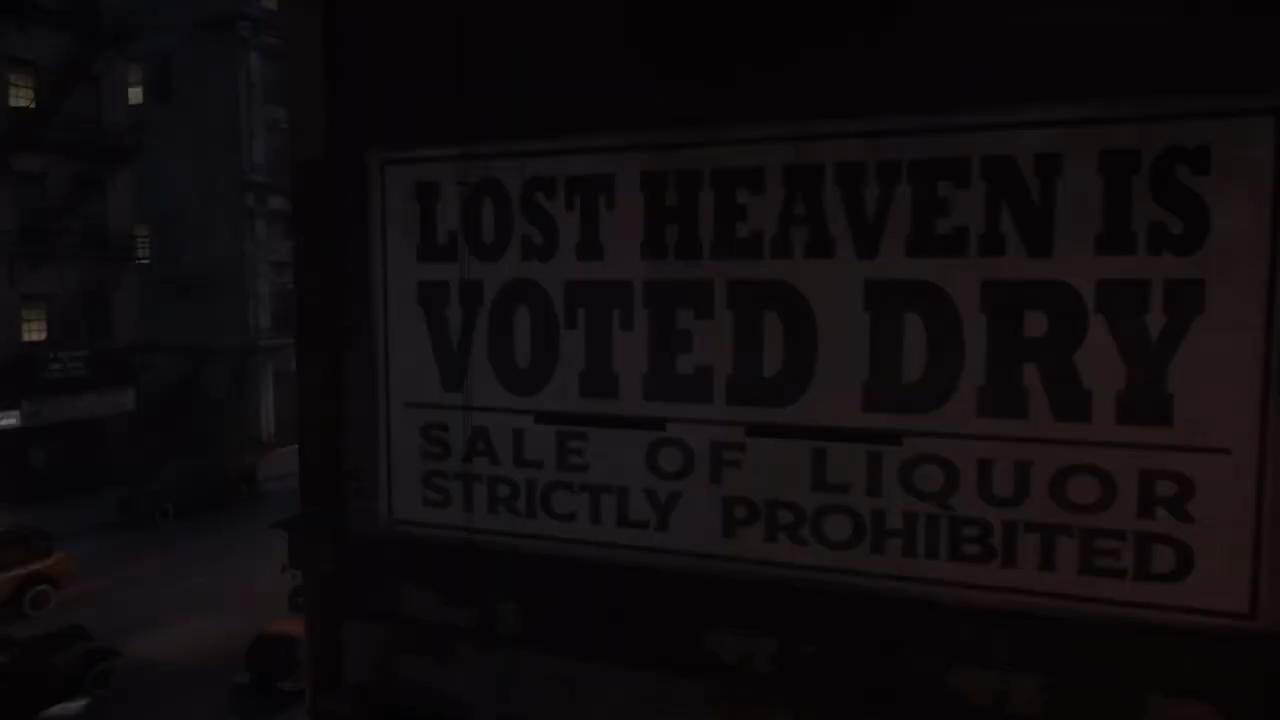 LOST HEAVEN IS
VOTED DRY
SALE OF LIQUOR
STRICTLY PROHIBITED